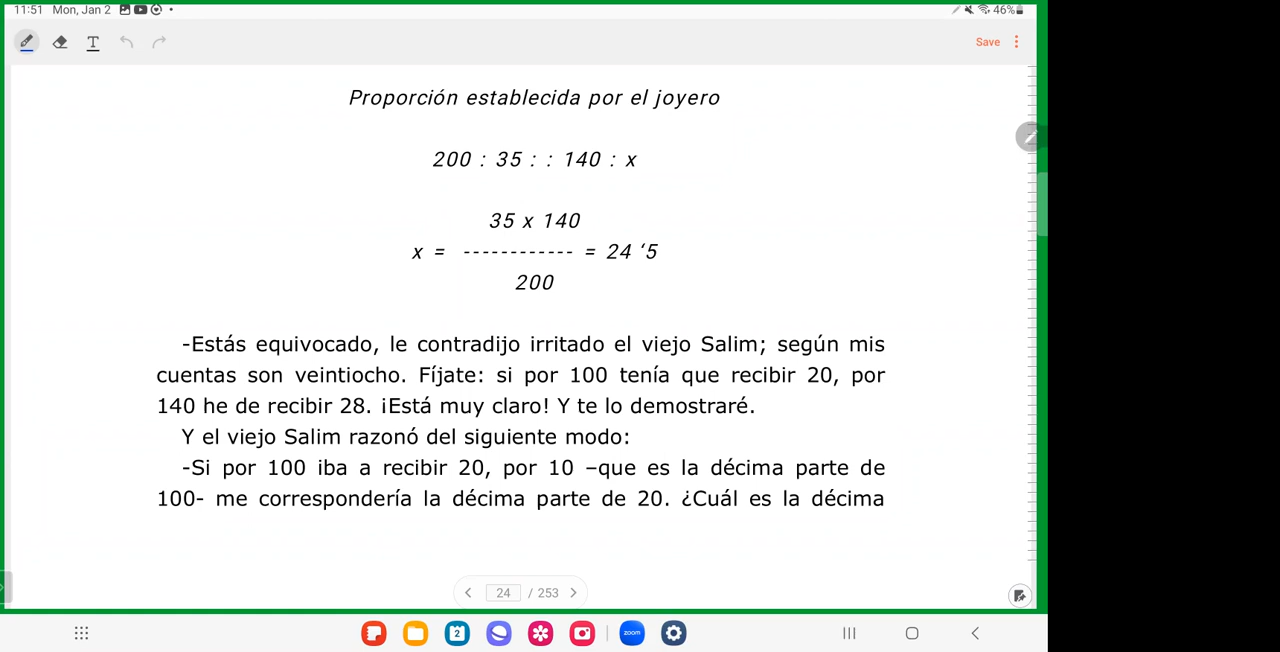 11:51 Mon, Jan 2
46%
T
Save
Proporción establecida por el joyero
200 : 35 : : 140 : x
35 x 140
x = ------------ = 24 ‘5
200
-Estás equivocado, le contradijo irritado el viejo Salim; según mis
cuentas son veintiocho. Fíjate: si por 100 tenía que recibir 20, por
140 he de recibir 28. ¡Está muy claro! Y te lo demostraré.
Y el viejo Salim razonó del siguiente modo:
-Si por 100 iba a recibir 20, por 10 –que es la décima parte de
100- me correspondería la décima parte de 20. ¿Cuál es la décima
24 / 253
2
zoom